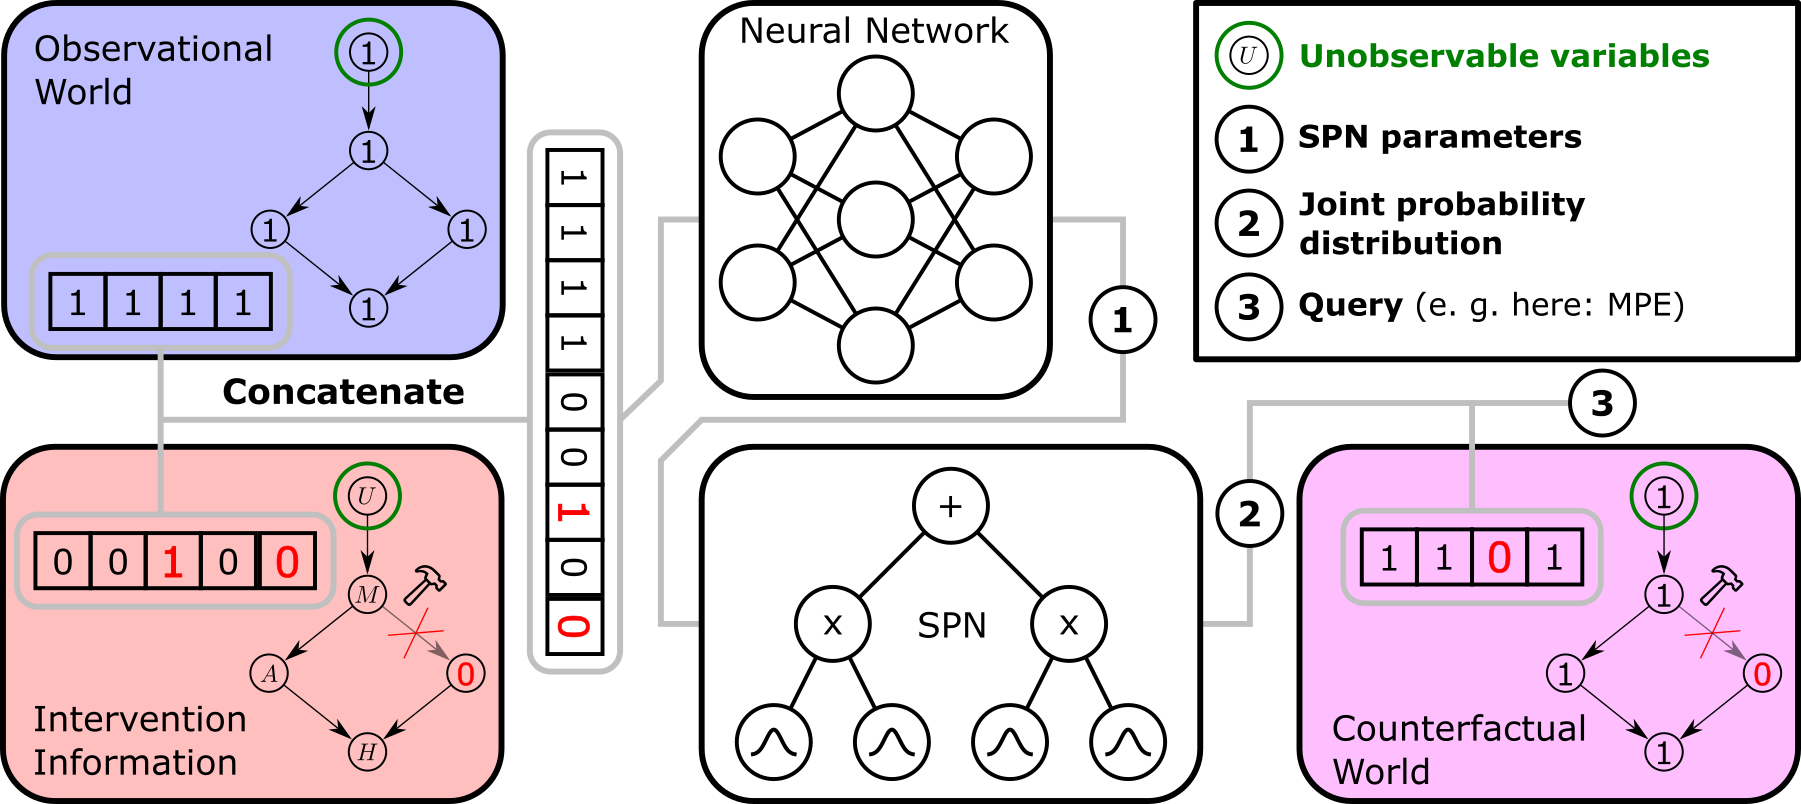 Observational
World
1
1
1 1
1
1 1 1 1
Concatenate
Intervention
Information
U
M
A 0
H
0 0 1 0 0
1
1
1
1
0
0
1
0
0
Neural Network
1
+
x SPN x
2
U Unobservable variables
1 SPN parameters
2 Joint probability
distribution
3 Query (e. g. here: MPE)
3
1 1 0 1
1
1
1 0
1
Counterfactual
World